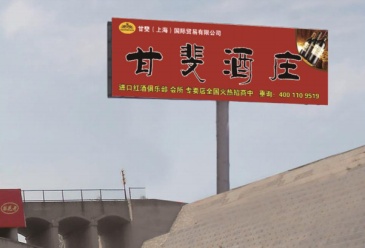 甘斐（上海）国际贸易有限公司
甘斐酒庄
进口红酒俱乐部 会所 专卖店全国火热招商中 垂询：400 110 9519